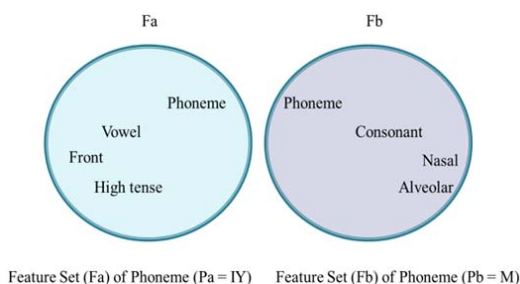 Fa
Fb
Phoneme
Vowel
Front
High tense
Phoneme
Consonant
Nasal
Alveolar
Feature Set (Fa) of Phoneme (Pa = IY)
Feature Set (Fb) of Phoneme (Pb = M)